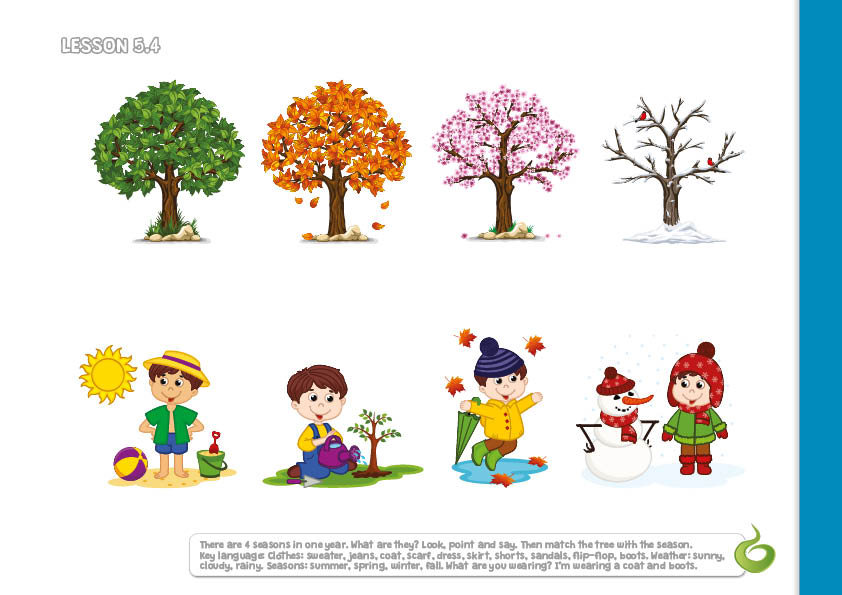 LESSON 5.4
There are 4 seasons in one year. What are they? Look, point and say. Then match the tree with the season.
Key language: Clothes: sweater, jeans, coat, scarf, dress, skirt, shorts, sandals, flip-flop, boots. Weather: sunny,
cloudy, rainy. Seasons: summer, spring, winter, fall. What are you wearing? I'm wearing a coat and boots.